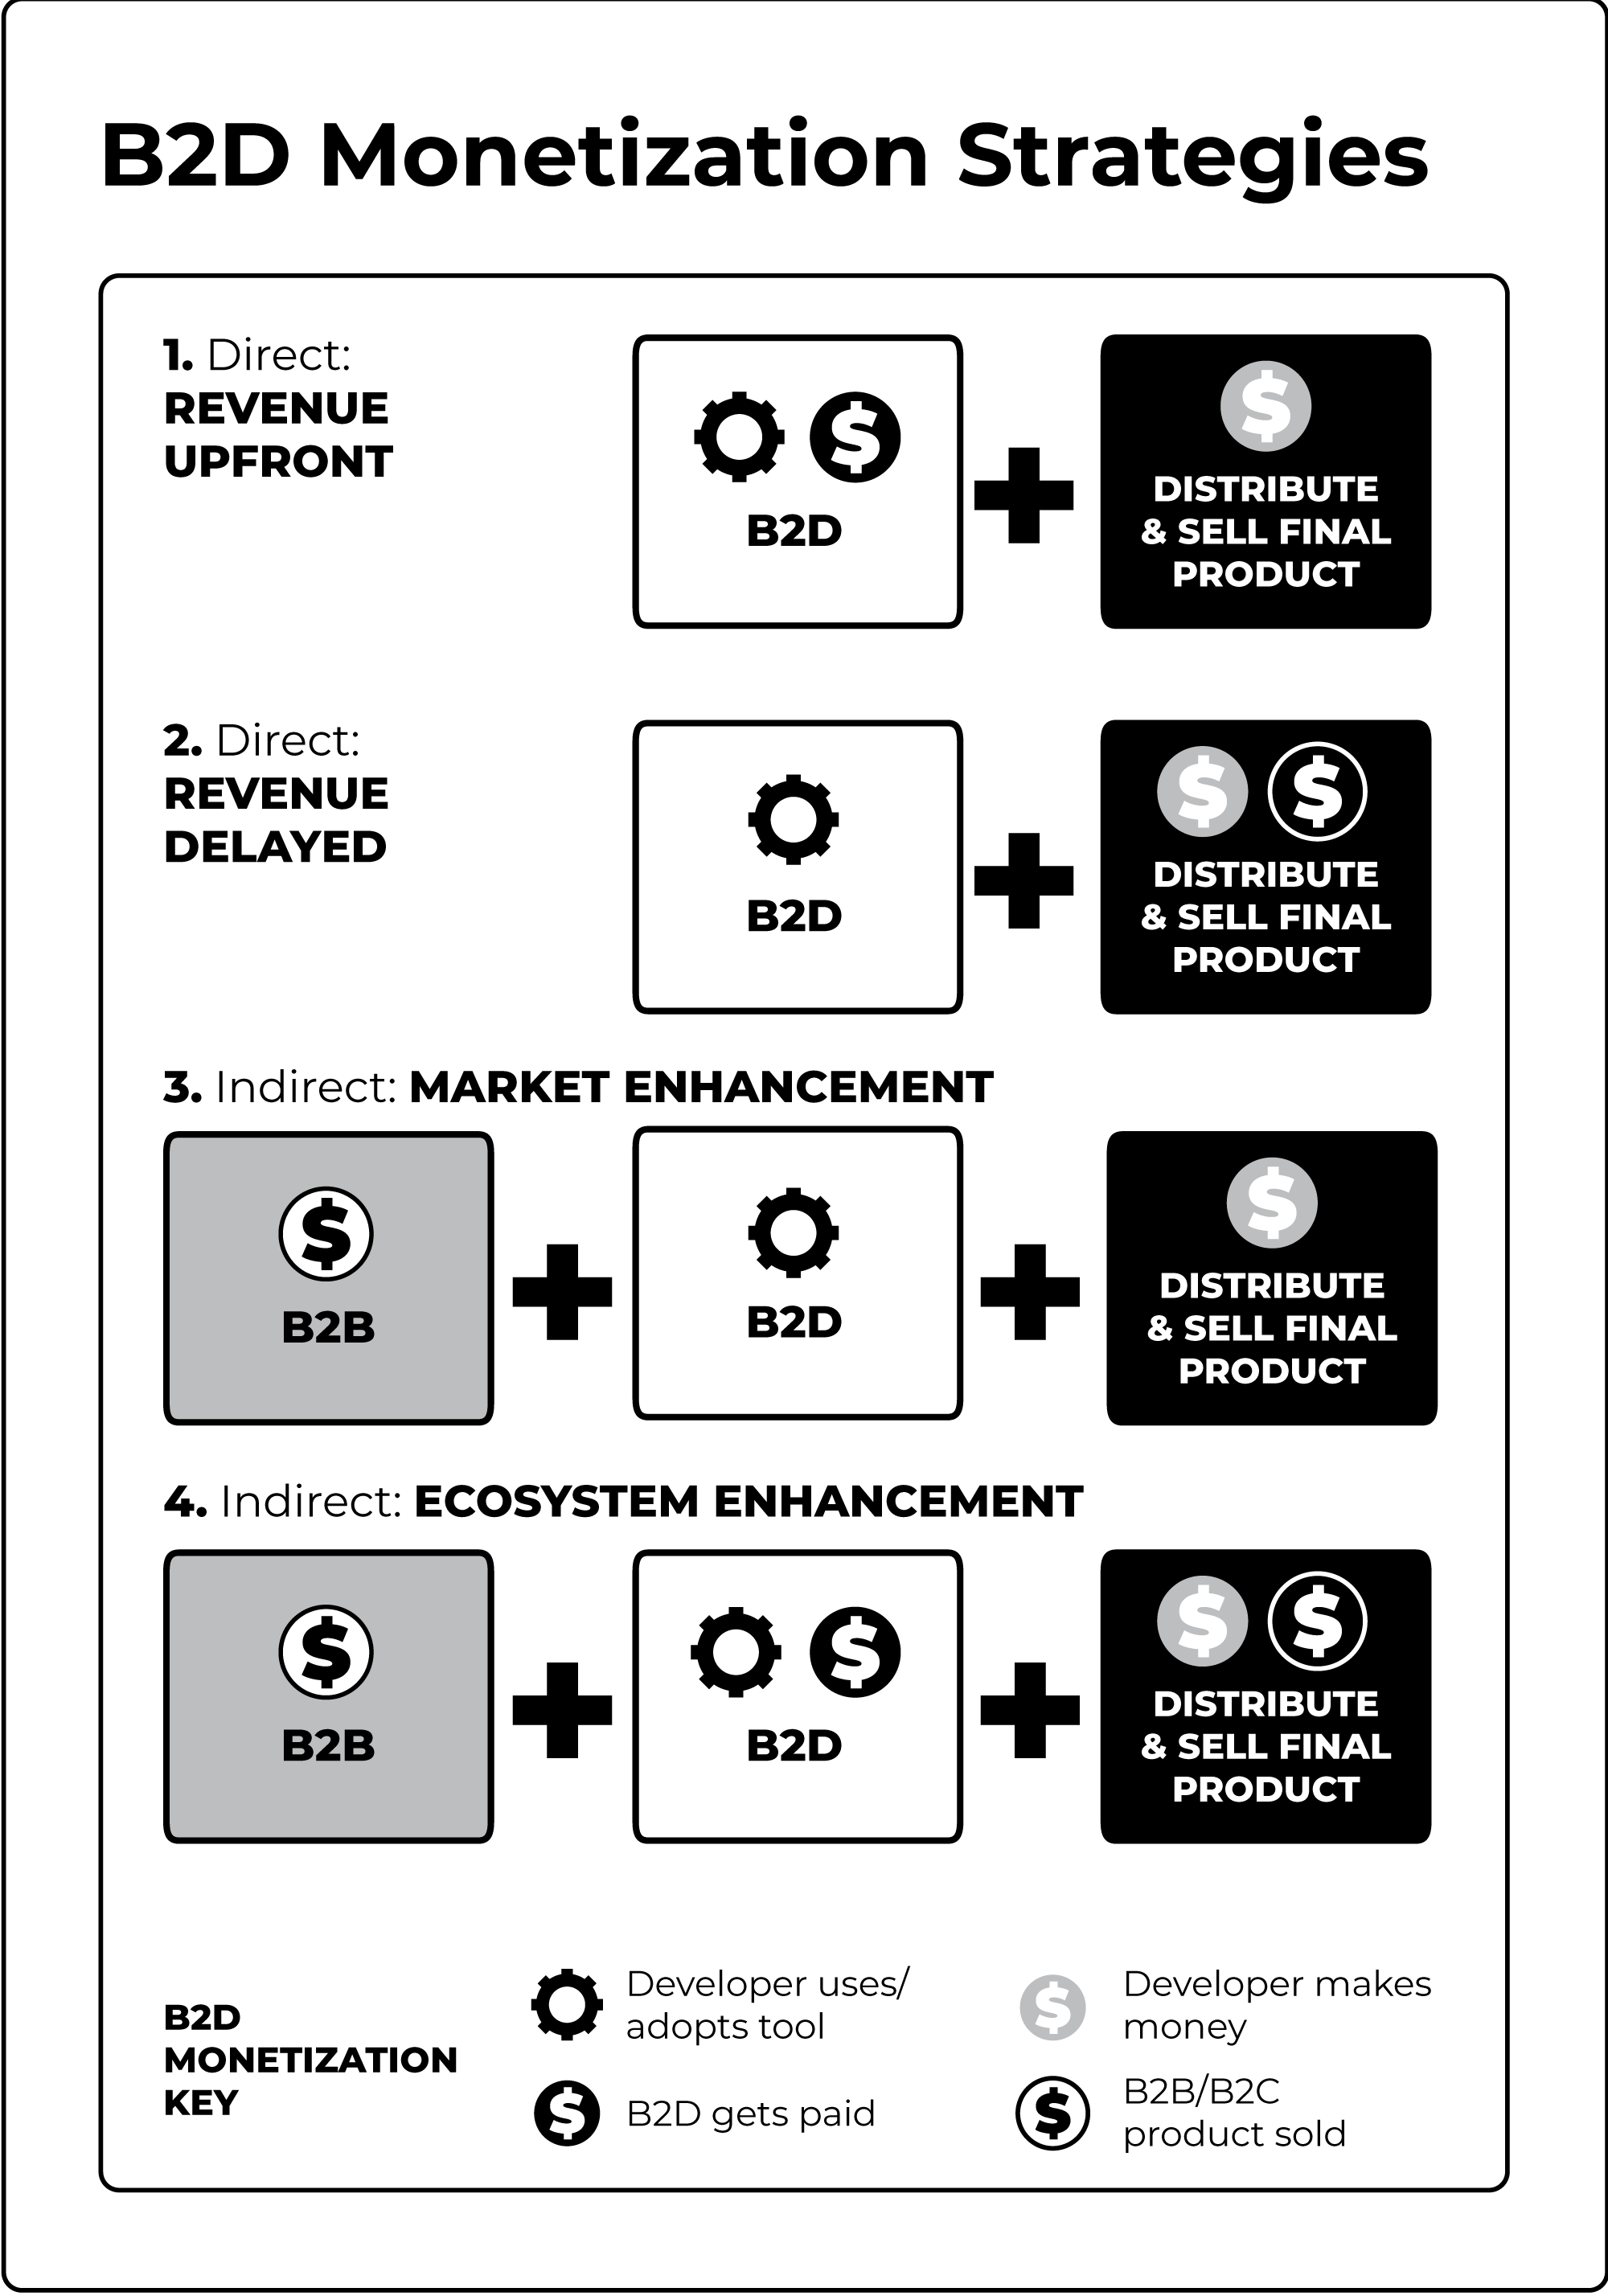 B2D Monetization Strategies
1. Direct:
REVENUE
UPFRONT
$
B2D
$
DISTRIBUTE
& SELL FINAL
PRODUCT
2. Direct:
REVENUE
DELAYED
B2D
$ $
DISTRIBUTE
& SELL FINAL
PRODUCT
3. Indirect: MARKET ENHANCEMENT
$
B2B
B2D
$
DISTRIBUTE
& SELL FINAL
PRODUCT
4. Indirect: ECOSYSTEM ENHANCEMENT
$
B2B
$
B2D
$ $
DISTRIBUTE
& SELL FINAL
PRODUCT
B2D
MONETIZATION
KEY
Developer uses/
adopts tool
$
B2D gets paid
$
Developer makes
money
$
B2B/B2C
product sold